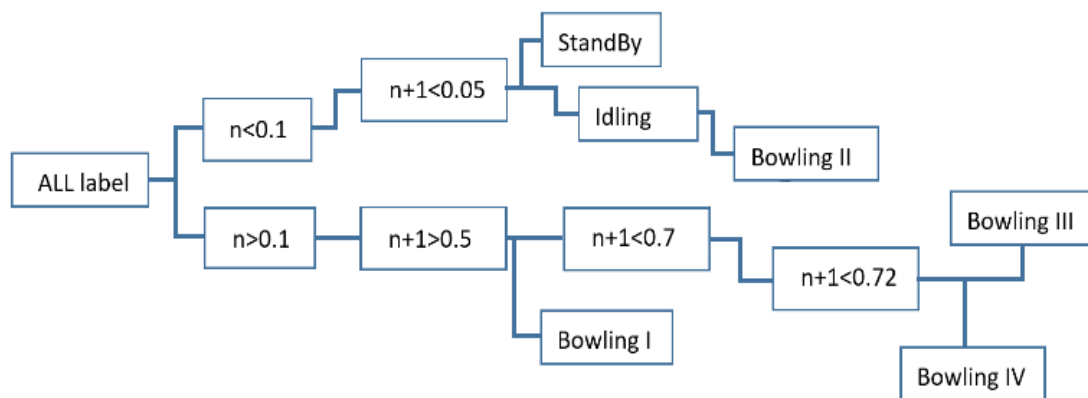 StandBy
n+1<0.05
Idling
n<0.1
Bowling II
ALL label
Bowling III
n>0.1
n+1>0.5
n+1<0.7
n+1<0.72
Bowling I
Bowling IV